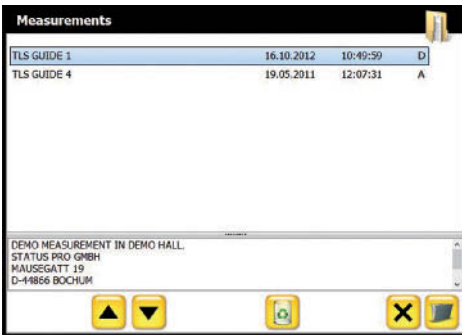 Measurements
TLS GUIDE 1 16.10.2012 10:49:59 D
TLS GUIDE 4 19.05.2011 12:07:31 A
DEMO MEASUREMENT IN DEMO HALL.
STATUS PRO GMBH
MAUSEGATT 19
D-44866 BOCHUM